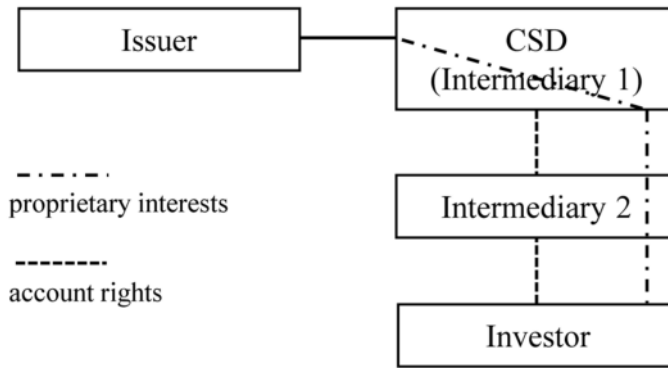 Issuer
CSD
(Intermediary 1)
proprietary interests
Intermediary 2
account rights
Investor